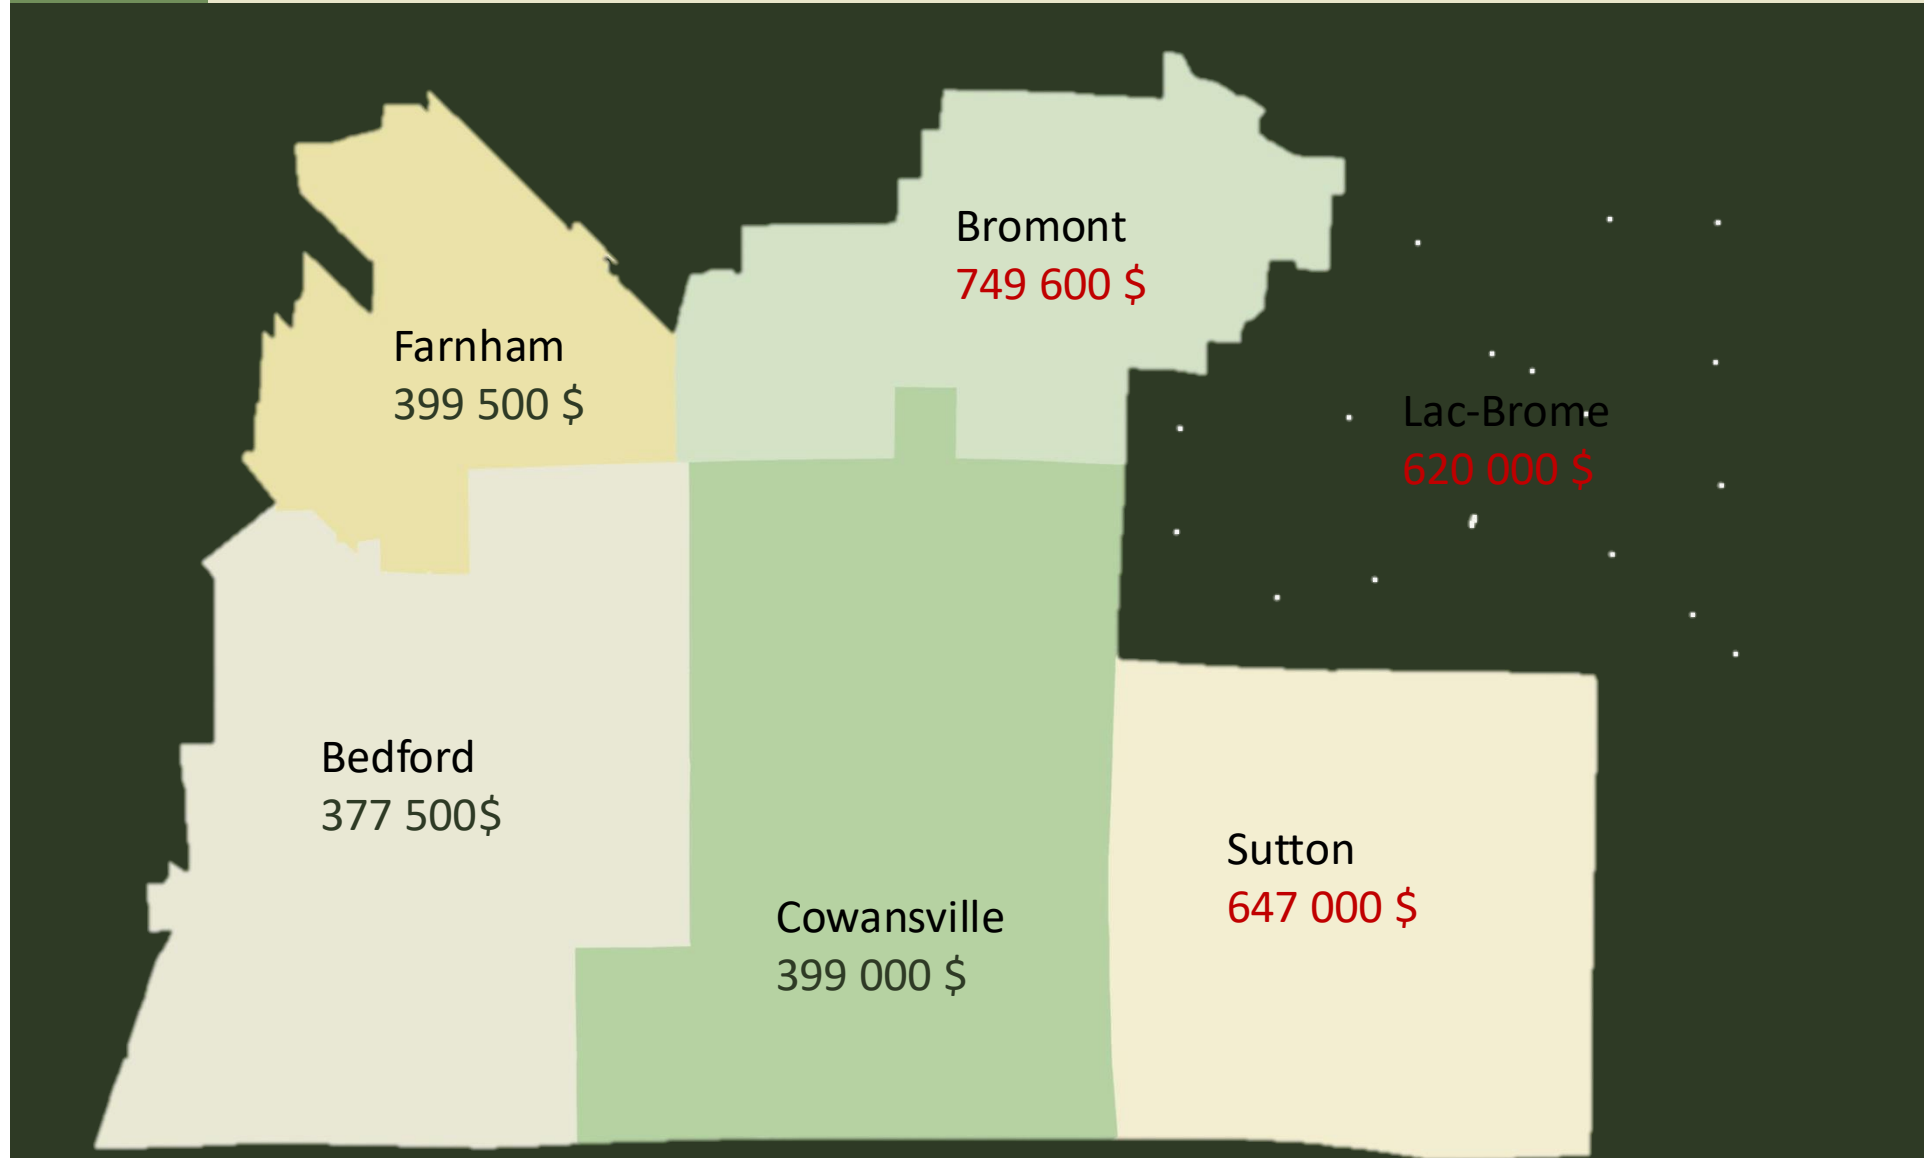 Bromont
749 600 $
Farnham
399 500 $
Lac-Brome
620 000 $
Bedford
377 500$
Sutton
647 000 $
Cowansville
399 000 $